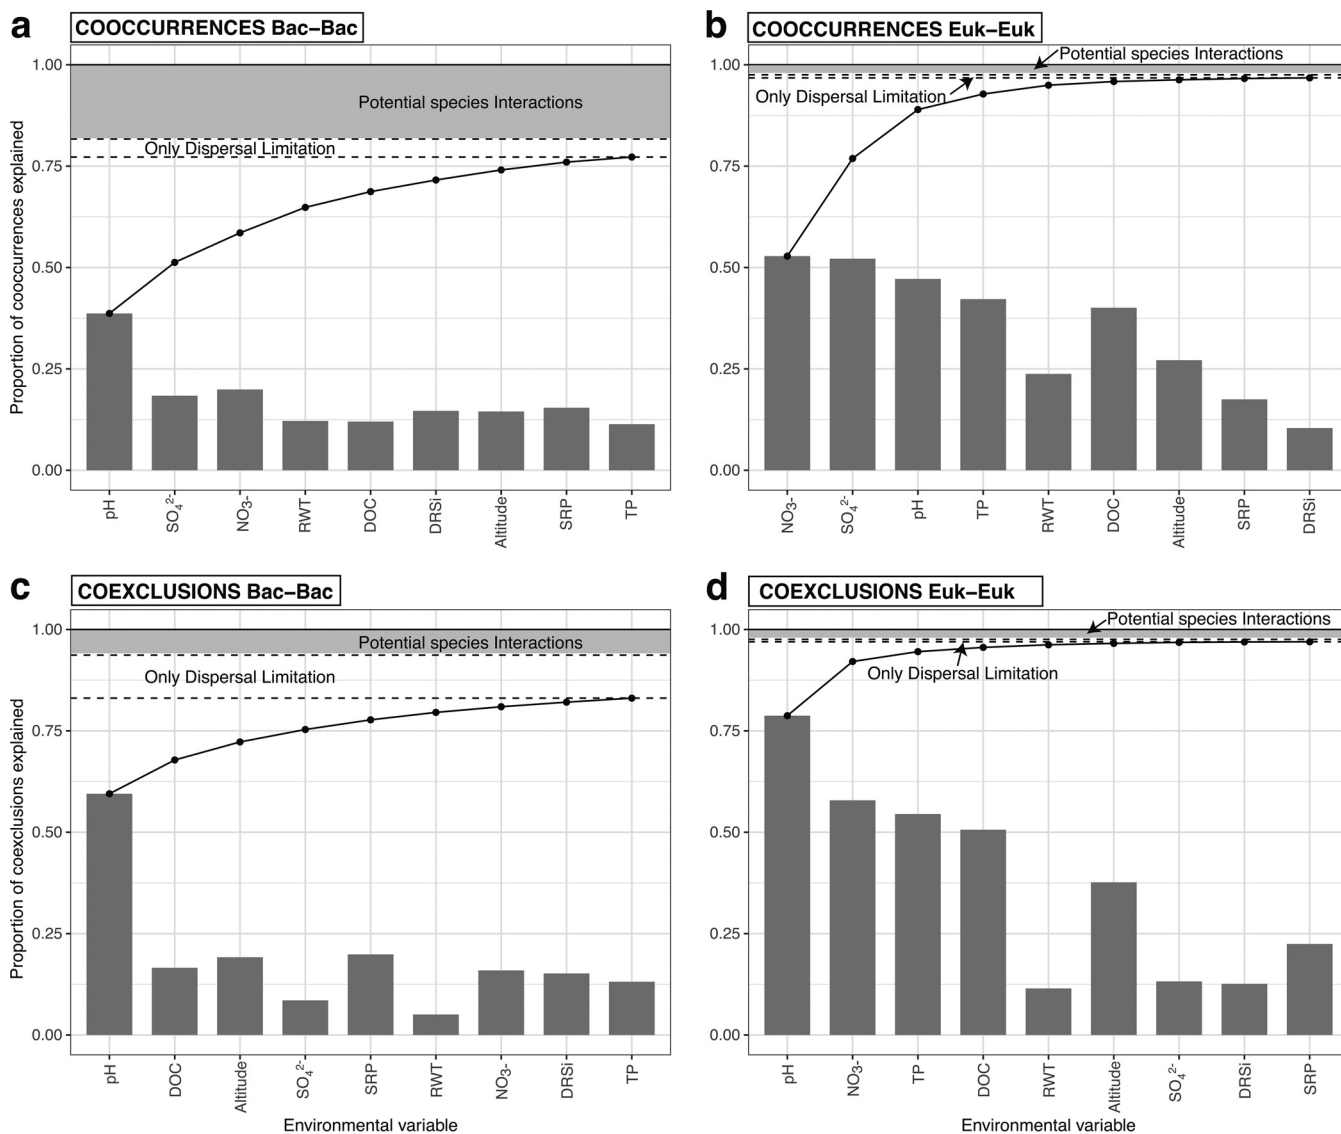 a
COOCCURRENCES Bac–Bac
Proportion of cooccurrences explained
1.00
0.75
0.50
0.25
0.00
Potential species Interactions
Only Dispersal Limitation
pH
SO₄²⁻
NO₃-
RWT
DOC
DRSi
Altitude
SRP
TP
b
COOCCURRENCES Euk–Euk
1.00
0.75
0.50
0.25
0.00
Potential species Interactions
Only Dispersal Limitation
NO₃-
SO₄²⁻
pH
TP
RWT
DOC
Altitude
SRP
DRSi
c
COEXCLUSIONS Bac–Bac
Proportion of coexclusions explained
1.00
0.75
0.50
0.25
0.00
Potential species Interactions
Only Dispersal Limitation
pH
DOC
Altitude
SO₄²⁻
SRP
RWT
NO₃-
DRSi
TP
Environmental variable
d
COEXCLUSIONS Euk–Euk
1.00
0.75
0.50
0.25
0.00
Potential species Interactions
Only Dispersal Limitation
pH
NO₃-
TP
DOC
RWT
Altitude
SO₄²⁻
DRSi
SRP
Environmental variable